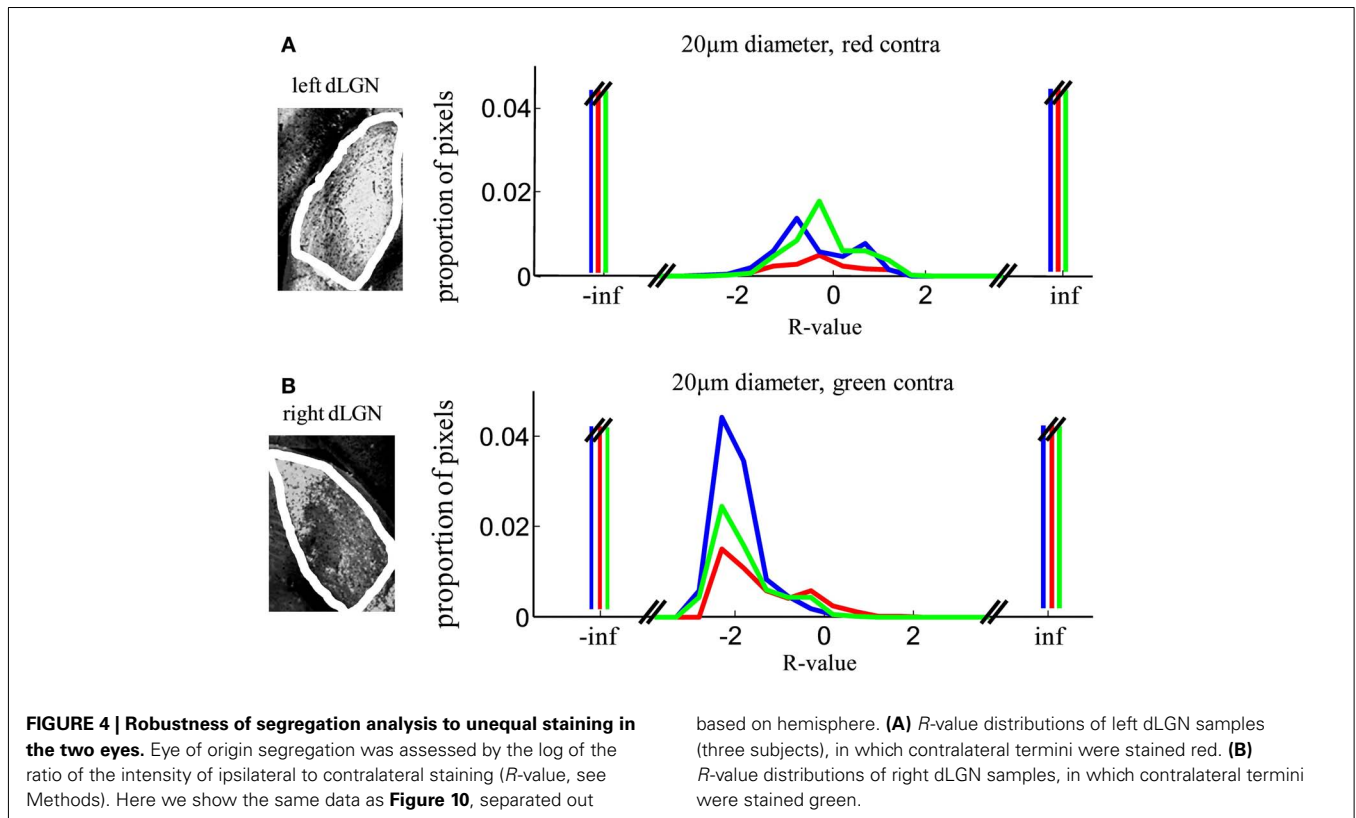 A
20µm diameter, red contra
left dLGN
proportion of pixels
0.04
0.02
0
-inf
-2
0
2
inf
R-value
B
20µm diameter, green contra
right dLGN
proportion of pixels
0.04
0.02
0
-inf
-2
0
2
inf
R-value
FIGURE 4 | Robustness of segregation analysis to unequal staining in
the two eyes. Eye of origin segregation was assessed by the log of the
ratio of the intensity of ipsilateral to contralateral staining (R-value, see
Methods). Here we show the same data as Figure 10, separated out
based on hemisphere. (A) R-value distributions of left dLGN samples
(three subjects), in which contralateral termini were stained red. (B)
R-value distributions of right dLGN samples, in which contralateral termini
were stained green.